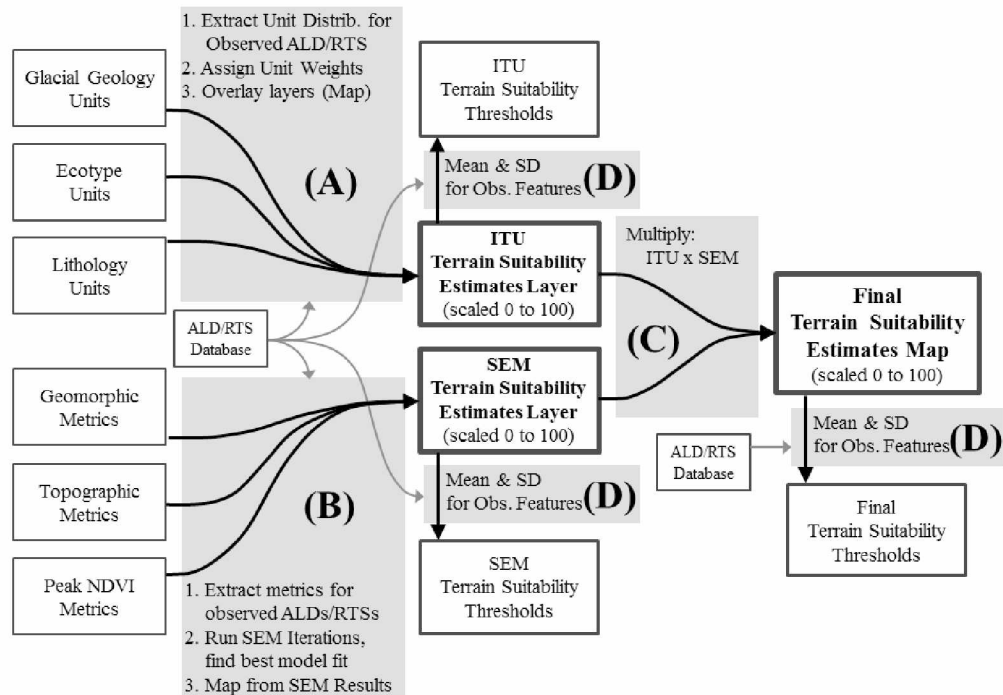 1. Extract Unit Distrib. for
Observed ALD/RTS
2. Assign Unit Weights
3. Overlay layers (Map)
Glacial Geology
Units
Ecotype
Units
Lithology
Units
(A)
ITU
Terrain Suitability
Thresholds
Mean & SD
for Obs. Features
(D)
ITU
Terrain Suitability
Estimates Layer
(scaled 0 to 100)
Multiply:
ITU x SEM
(C)
ALD/RTS
Database
Final
Terrain Suitability
Estimates Map
(scaled 0 to 100)
SEM
Terrain Suitability
Estimates Layer
(scaled 0 to 100)
Geomorphic
Metrics
Topographic
Metrics
Peak NDVI
Metrics
(B)
1. Extract metrics for
observed ALDs/RTSs
2. Run SEM Iterations,
find best model fit
3. Map from SEM Results
Mean & SD
for Obs. Features
(D)
SEM
Terrain Suitability
Thresholds
ALD/RTS
Database
Mean & SD
for Obs. Features
(D)
Final
Terrain Suitability
Thresholds